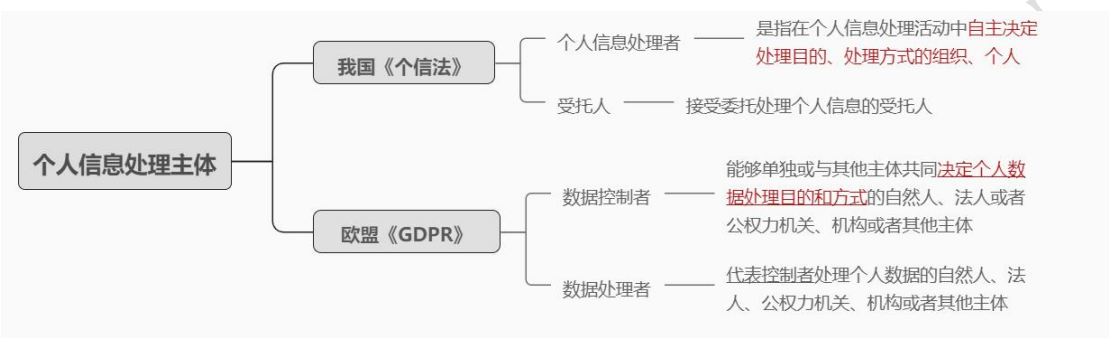 个人信息处理主体
我国《个信法》
个人信息处理者
是指在个人信息处理活动中自主决定
处理目的、处理方式的组织、个人
受托人
接受委托处理个人信息的受托人
欧盟《GDPR》
数据控制者
能够单独或与其他主体共同决定个人数
据处理目的和方式的自然人、法人或者
公权力机关、机构或者其他主体
数据处理者
代表控制者处理个人数据的自然人、法
人、公权力机关、机构或者其他主体